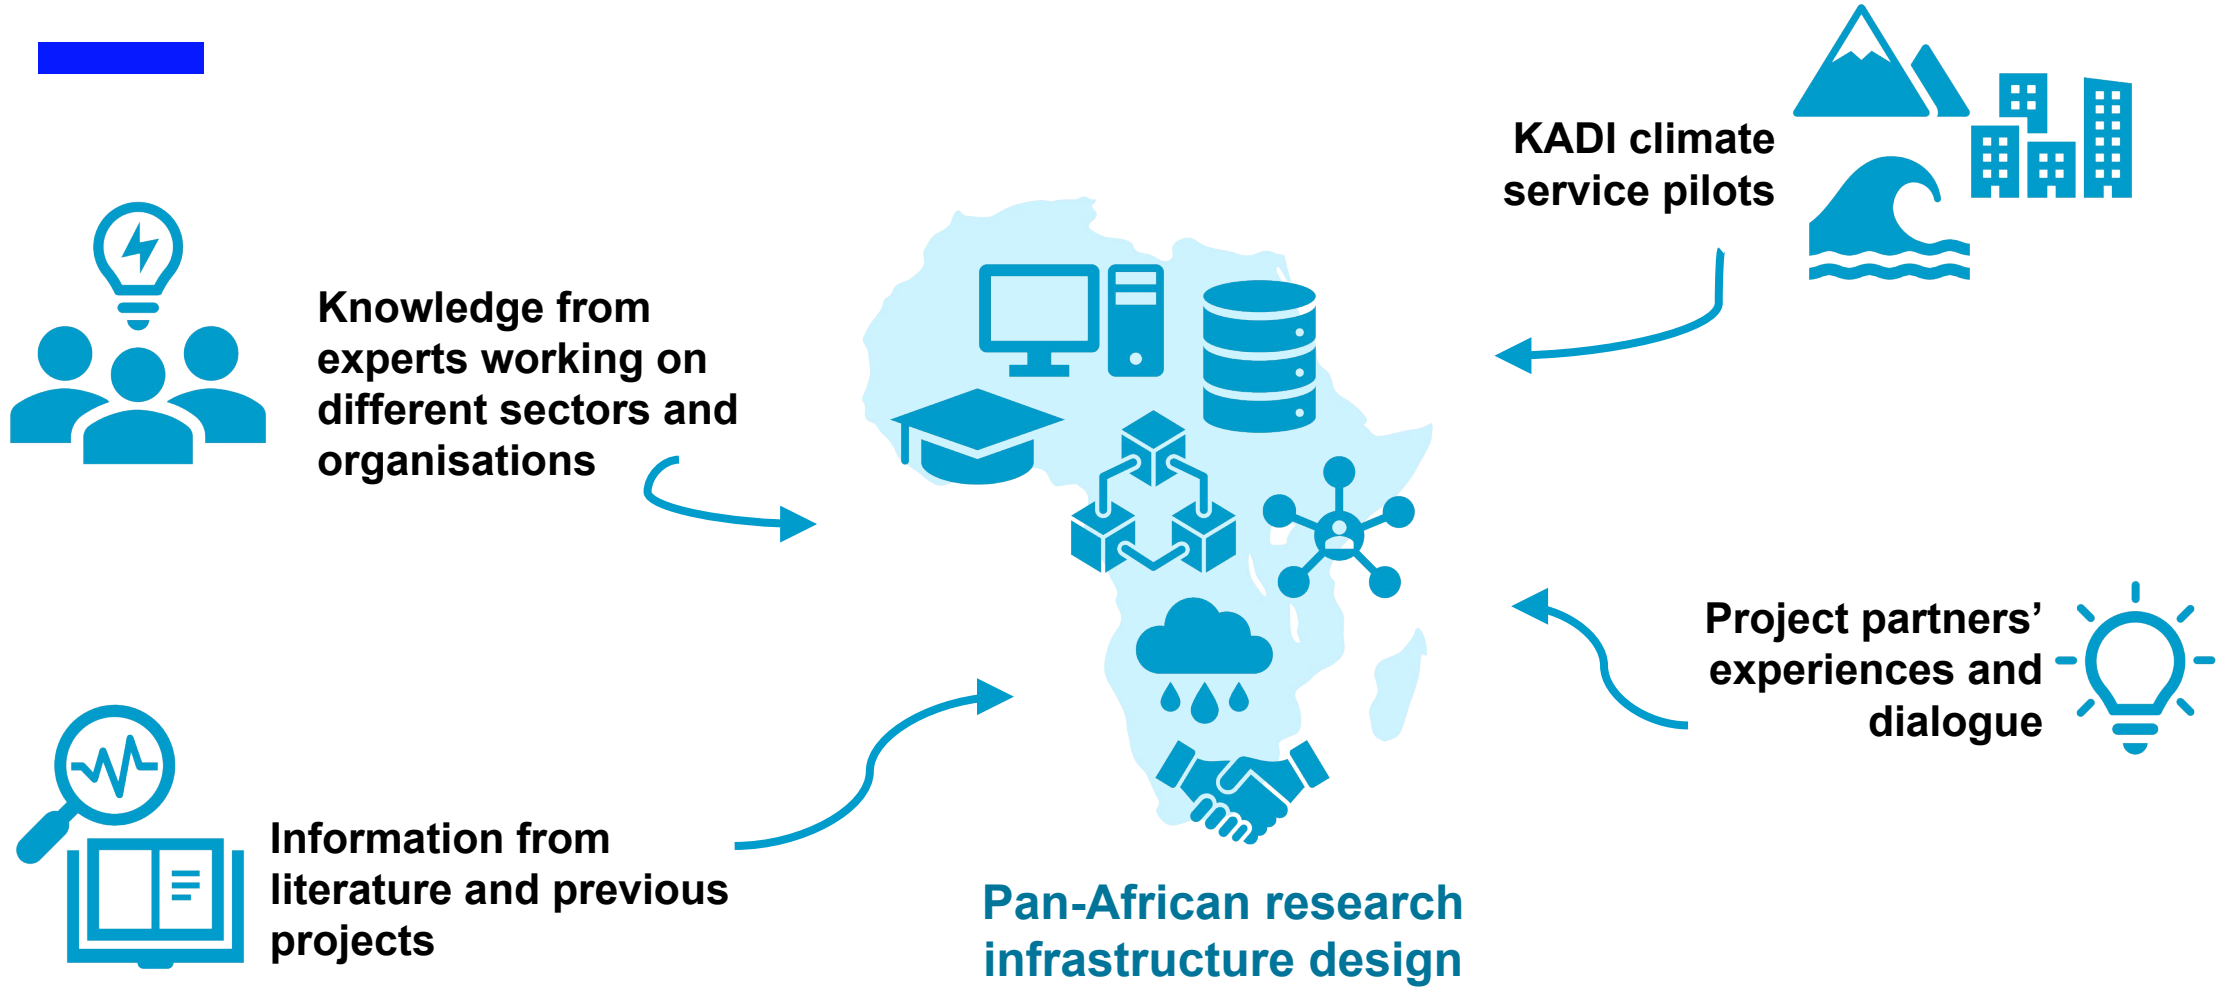 KADI climate
service pilots
Knowledge from
experts working on
different sectors and
organisations
Project partners’
experiences and
dialogue
Information from
literature and previous
projects
Pan-African research
infrastructure design